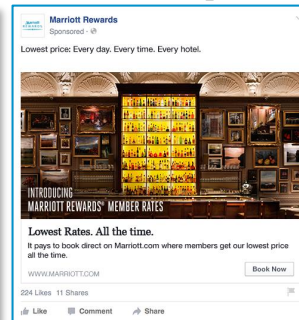 Marriott Rewards
Sponsored ·
Lowest price: Every day. Every time. Every hotel.
INTRODUCING
MARRIOTT REWARDS® MEMBER RATES
Lowest Rates. All the time.
It pays to book direct on Marriott.com where members get our lowest price
all the time.
WWW.MARRIOTT.COM
Book Now
224 Likes 11 Shares
Like Comment Share